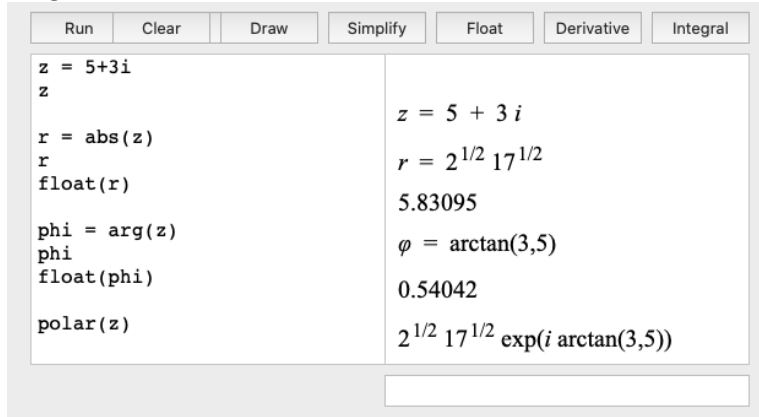 Run Clear Draw Simplify Float Derivative Integral
z = 5+3i
z
r = abs(z)
r
float(r)
phi = arg(z)
phi
float(phi)
polar(z)
z = 5 + 3 i
r = 2^{1/2} 17^{1/2}
5.83095
φ = arctan(3,5)
0.54042
2^{1/2} 17^{1/2} exp(i arctan(3,5))